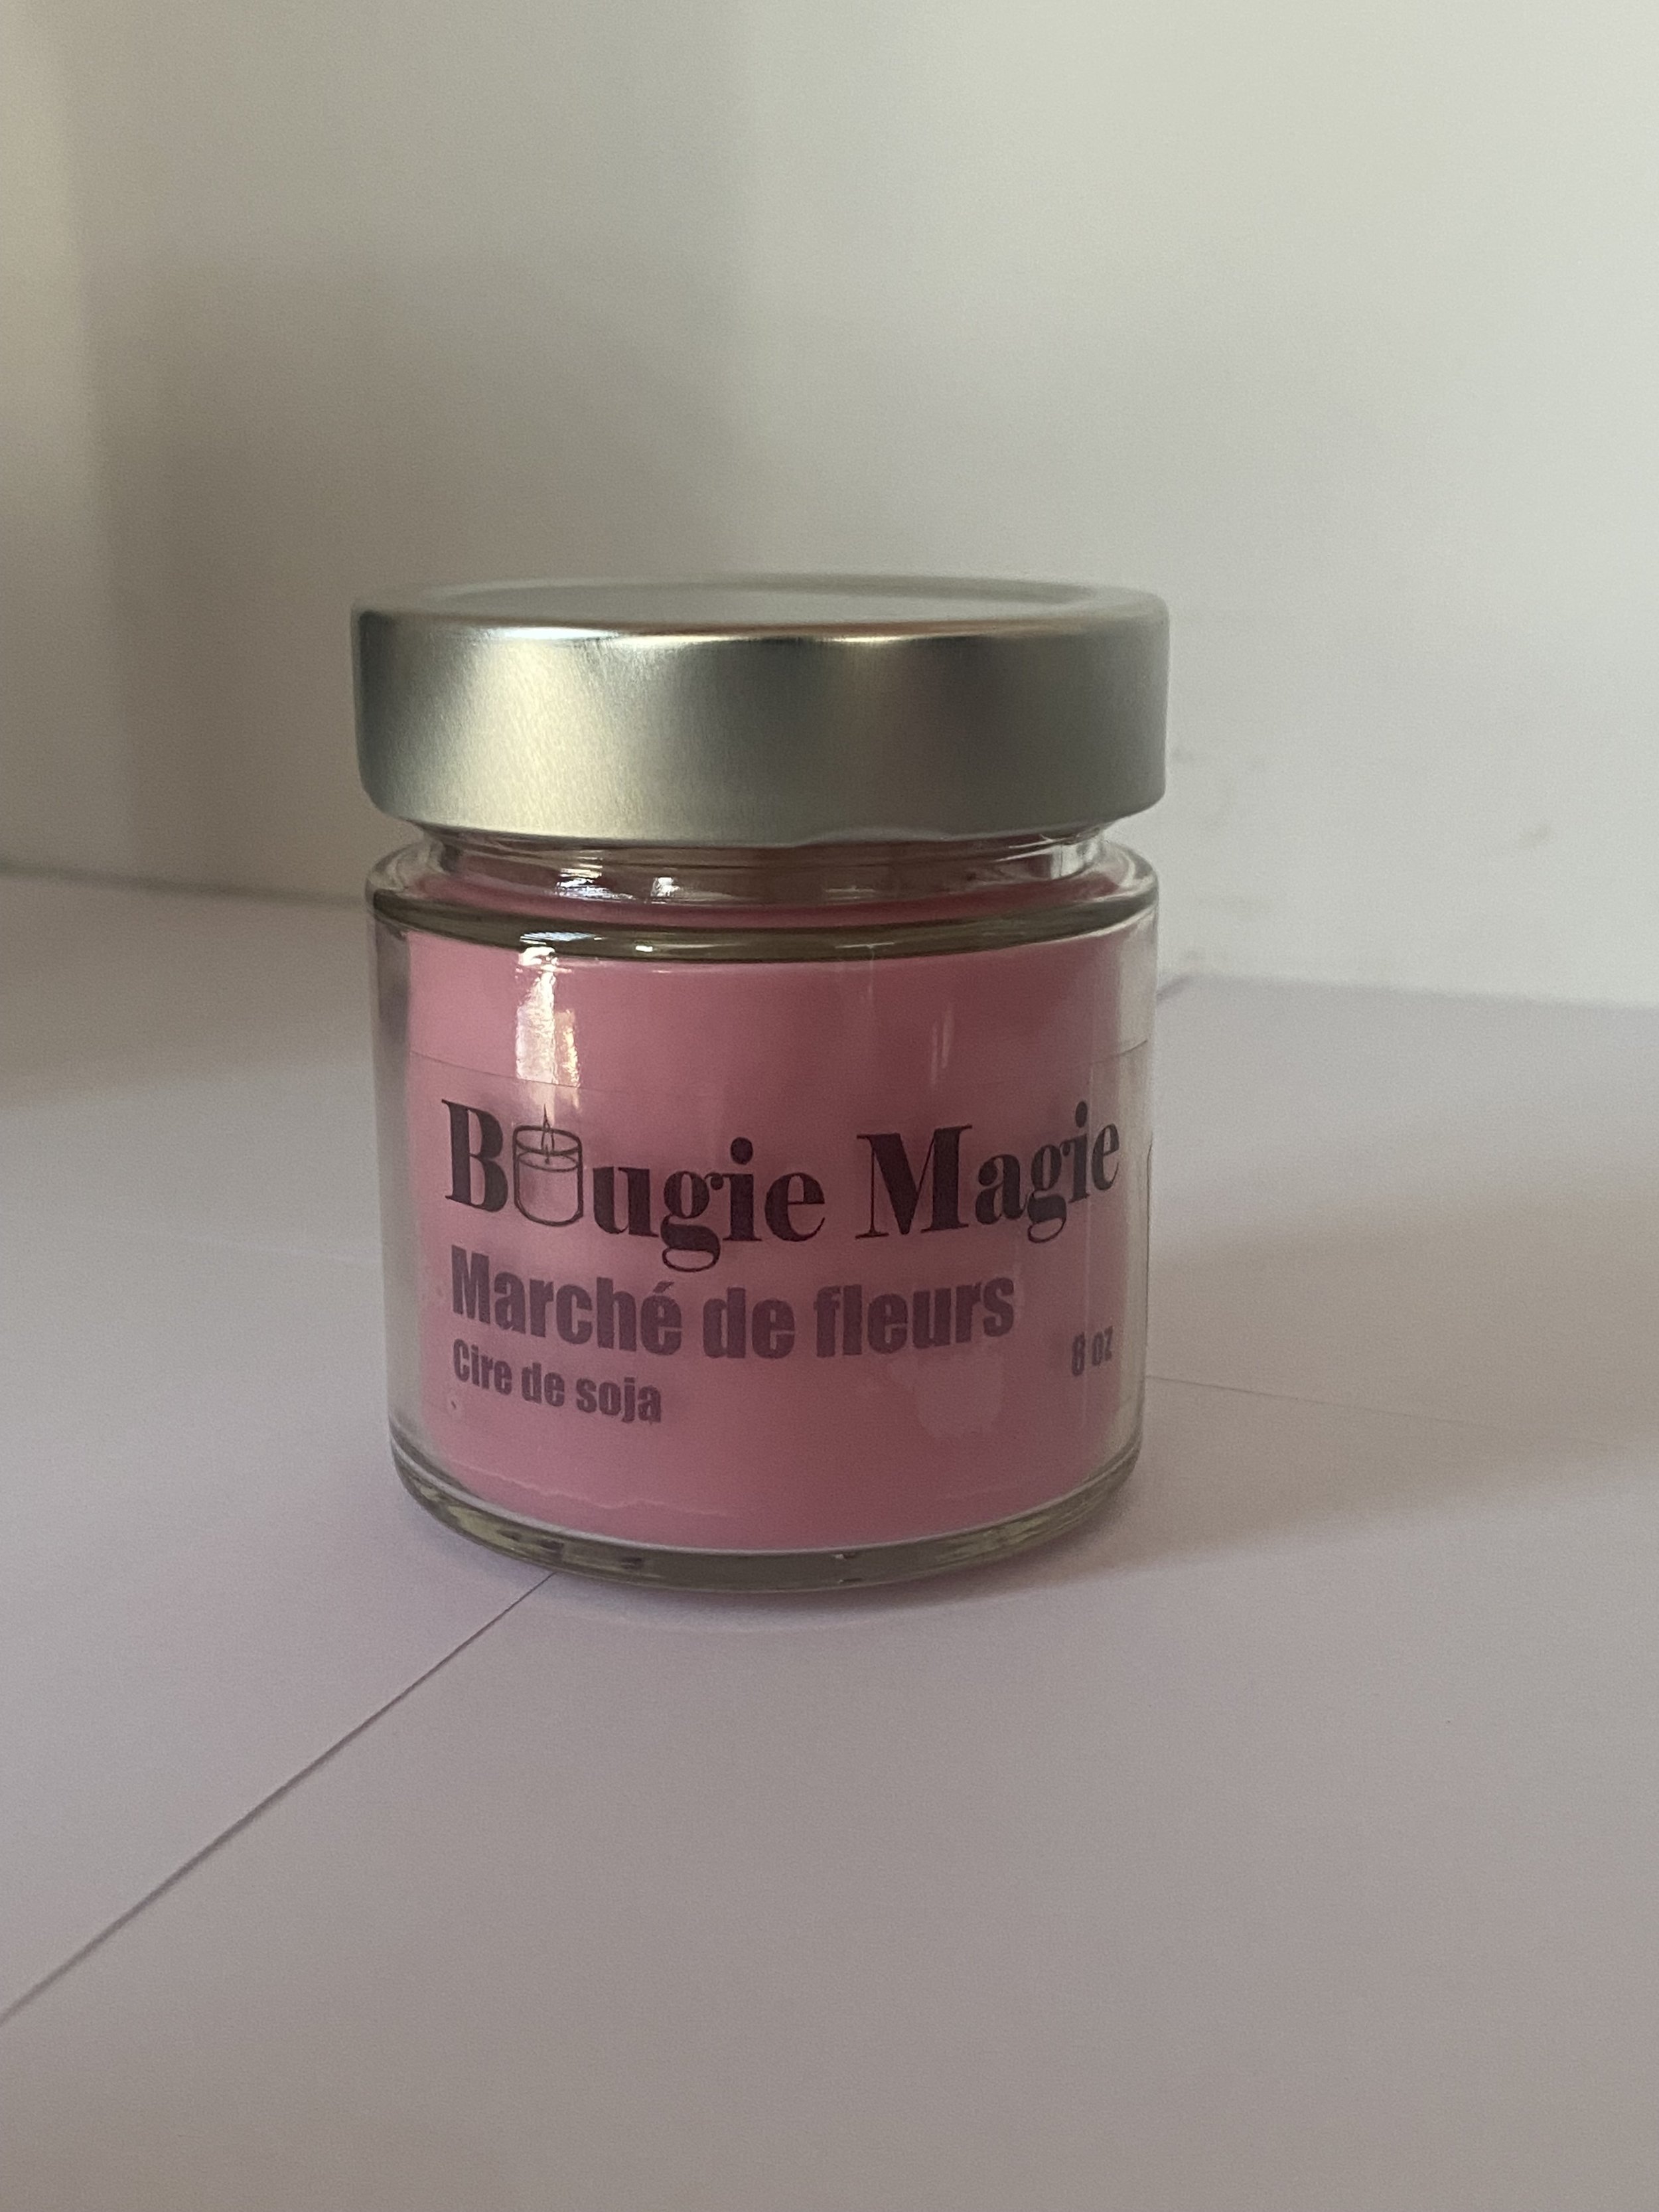 Bougie Magie
Marché de fleurs
Cire de soja
8 oz